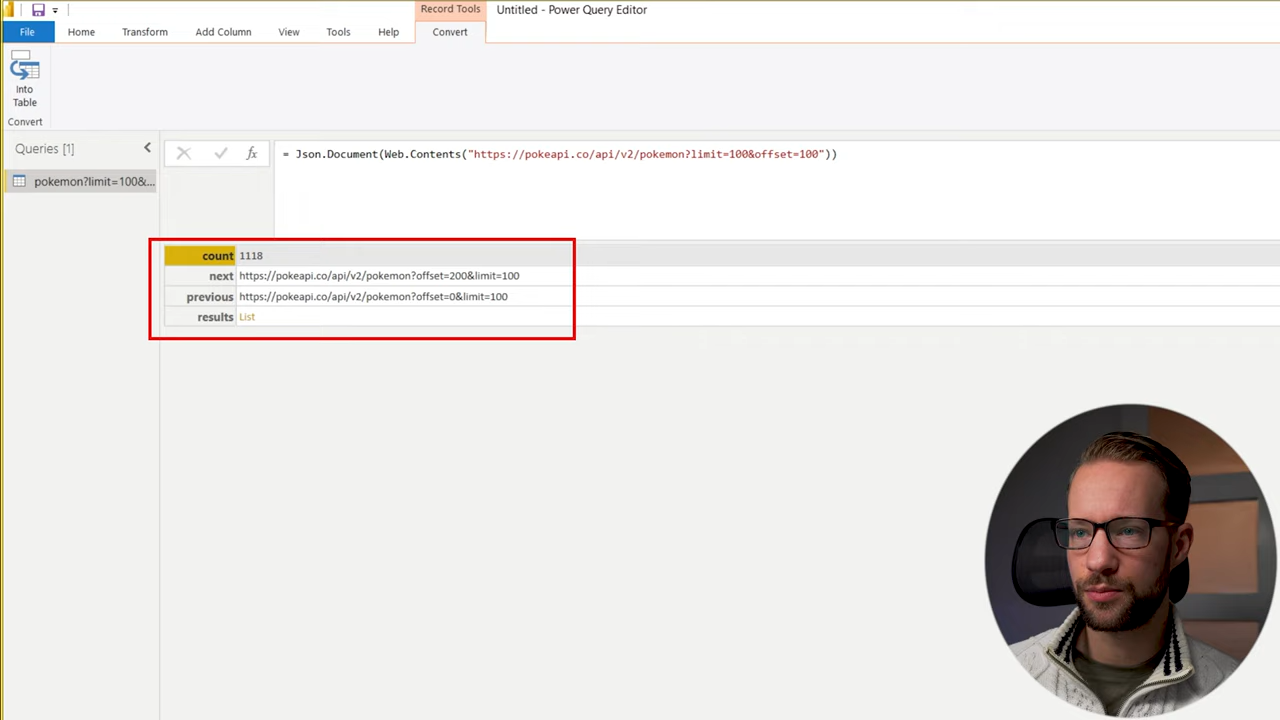 Record Tools
Untitled - Power Query Editor
File
Home
Transform
Add Column
View
Tools
Help
Convert
Into
Table
Convert
Queries [1]
fx
= Json.Document(Web.Contents("https://pokeapi.co/api/v2/pokemon?limit=100&offset=100"))
pokemon?limit=100&...
count 1118
next https://pokeapi.co/api/v2/pokemon?offset=200&limit=100
previous https://pokeapi.co/api/v2/pokemon?offset=0&limit=100
results List